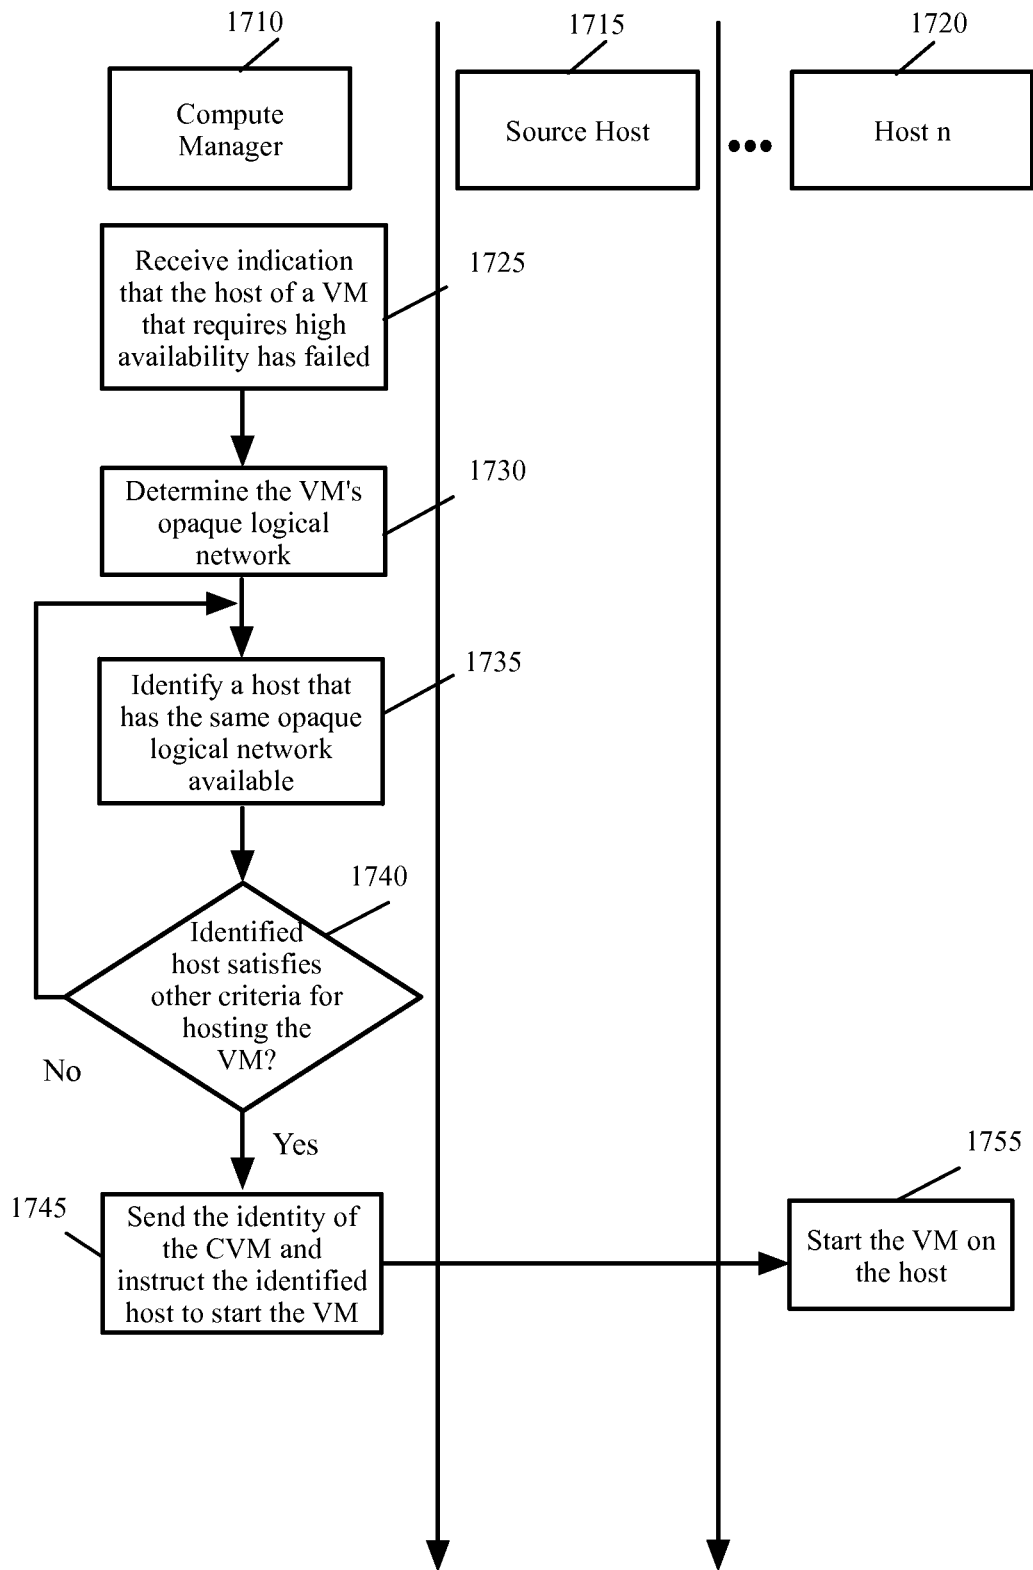 1710
1715
1720
Compute
Manager
Source Host
Host n
Receive indication
that the host of a VM
that requires high
availability has failed
1725
Determine the VM's
opaque logical
network
1730
Identify a host that
has the same opaque
logical network
available
1735
Identified
host satisfies
other criteria for
hosting the
VM?
1740
No
Yes
1745
Send the identity of
the CVM and
instruct the identified
host to start the VM
1755
Start the VM on
the host